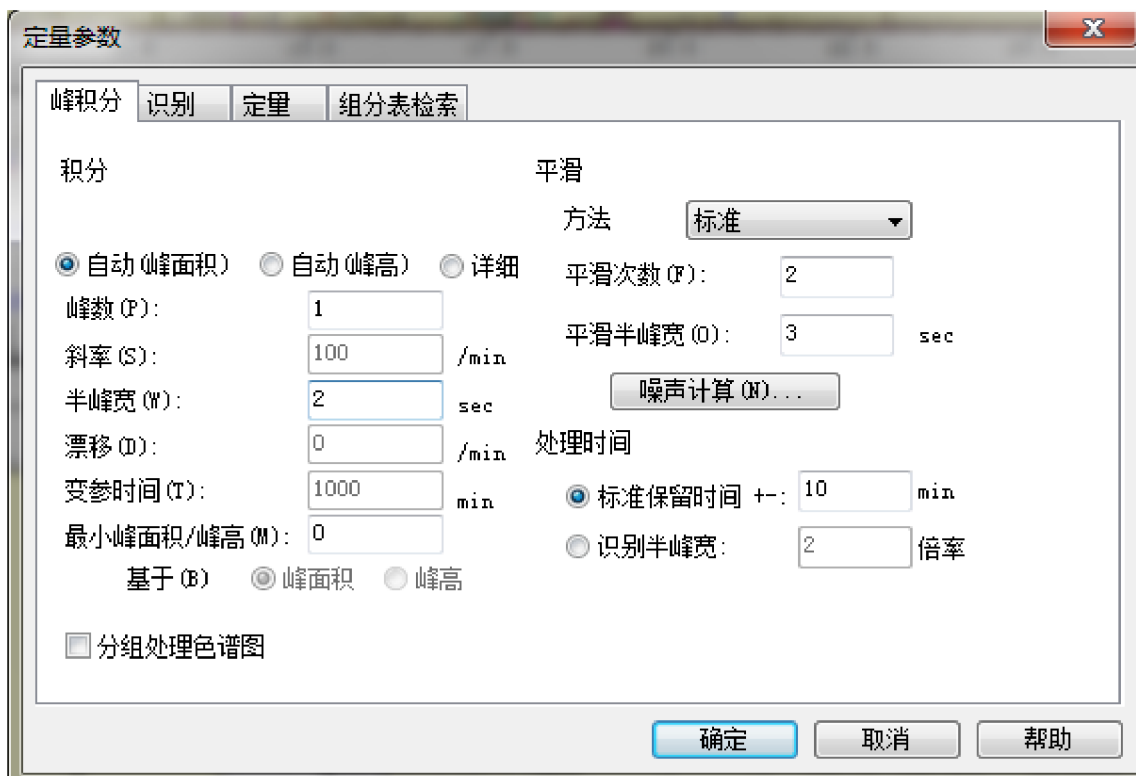 定量参数
峰积分 识别 定量 组分表检索
积分
自动(峰面积) 自动(峰高) 详细
峰数(P): 1
斜率(S): 100 /min
半峰宽(W): 2 sec
漂移(D): 0 /min
变参时间(T): 1000 min
最小峰面积/峰高(M): 0
基于(B) 峰面积 峰高
分组处理色谱图
平滑
方法 标准
平滑次数(F): 2
平滑半峰宽(O): 3 sec
噪声计算(N)...
处理时间
标准保留时间 +-: 10 min
识别半峰宽: 2 倍率
确定 取消 帮助